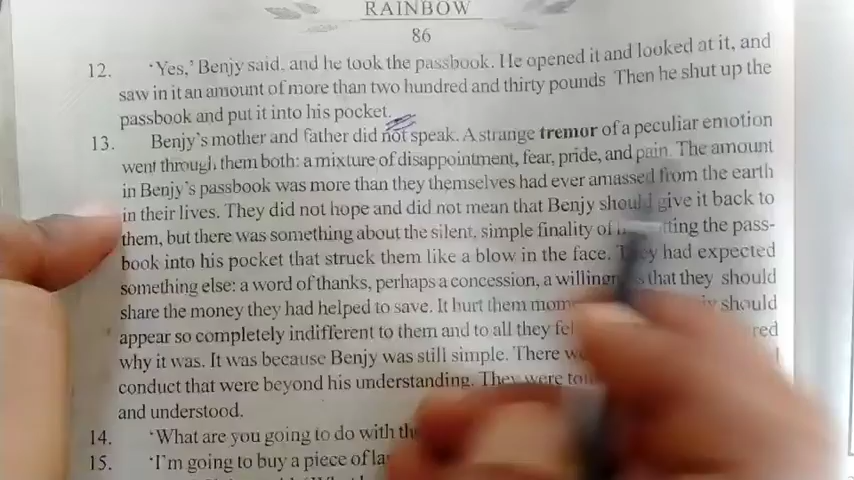 RAINBOW
86
12. 'Yes,' Benjy said, and he took the passbook. He opened it and looked at it, and
saw in it an amount of more than two hundred and thirty pounds Then he shut up the
passbook and put it into his pocket.
13. Benjy's mother and father did not speak. A strange tremor of a peculiar emotion
went through them both: a mixture of disappointment, fear, pride, and pain. The amount
in Benjy's passbook was more than they themselves had ever amassed from the earth
in their lives. They did not hope and did not mean that Benjy should give it back to
them, but there was something about the silent, simple finality of the pass-
book into his pocket that struck them like a blow in the face. They had expected
something else: a word of thanks, perhaps a concession, a that they should
share the money they had helped to save. It hurt them should
appear so completely indifferent to them and to all they
why it was. It was because Benjy was still simple. There
conduct that were beyond his understanding. They were
and understood.
14. 'What are you going to do with
15. 'I'm going to buy a piece of